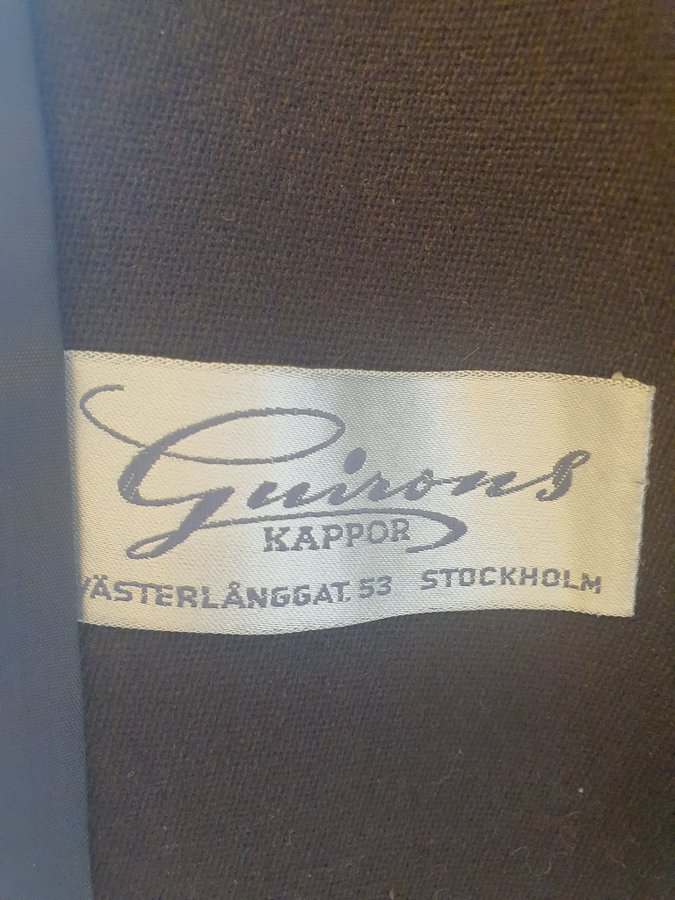 Guirons
KAPPOR
VÄSTERLÅNGGAT. 53 STOCKHOLM